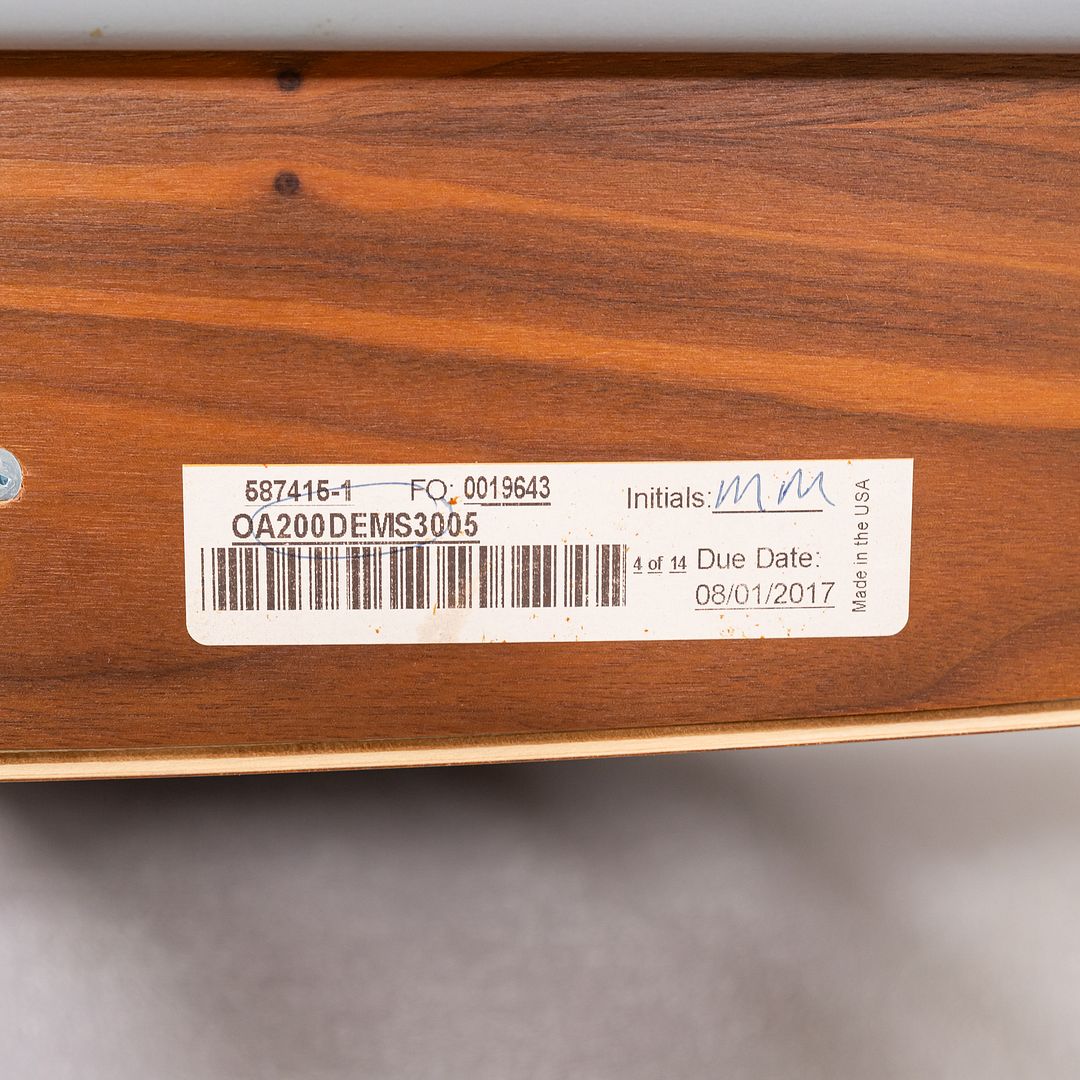 587415-1 FO: 0019643
OA200DEMS3005
Initials: MM
4 of 14 Due Date:
08/01/2017
Made in the USA